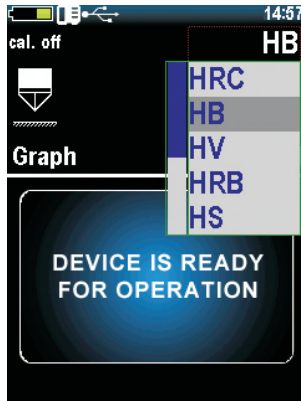 14:57
cal. off
HB
HRC
HB
HV
HRB
HS
Graph
DEVICE IS READY
FOR OPERATION